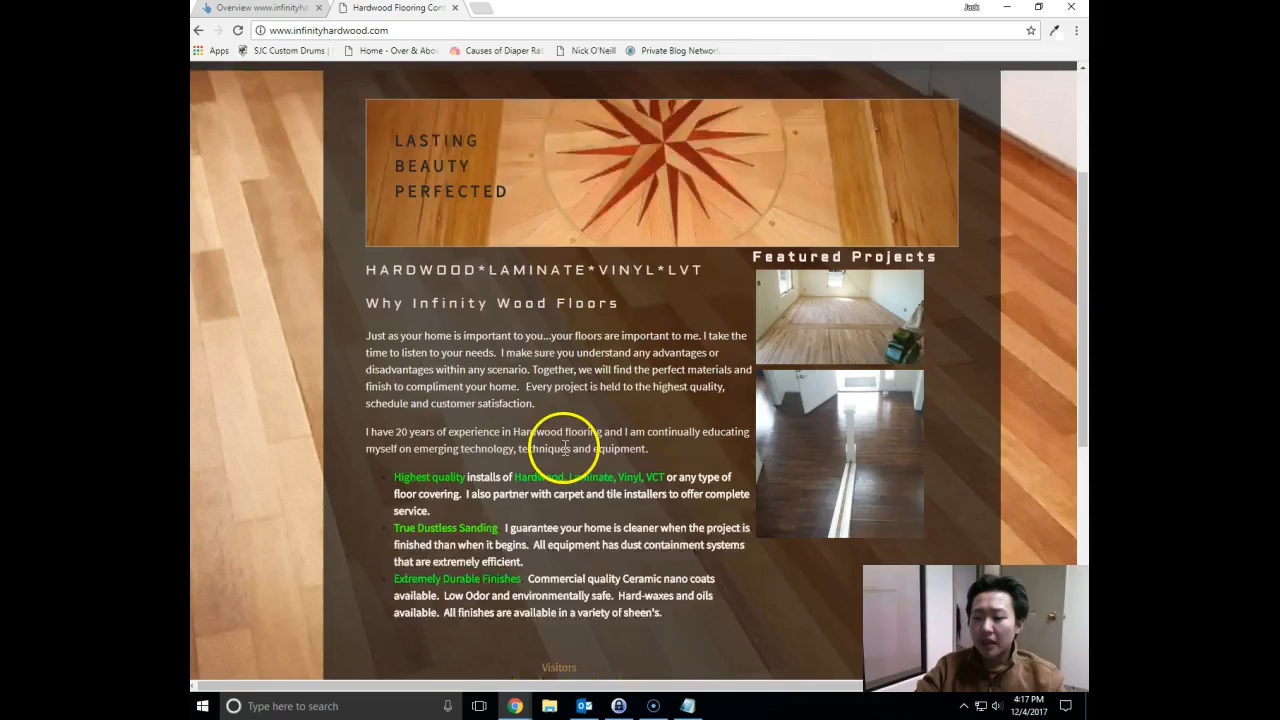 Overview www.infinityh
Hardwood Flooring Con
Jack
www.infinityhardwood.com
Apps
SJC Custom Drums |
Home - Over & Abo
Causes of Diaper Ra
Nick O'Neill
Private Blog Network
LASTING
BEAUTY
PERFECTED
HARDWOOD*LAMINATE*VINYL*LVT
Featured Projects
Why Infinity Wood Floors
Just as your home is important to you...your floors are important to me. I take the
time to listen to your needs. I make sure you understand any advantages or
disadvantages within any scenario. Together, we will find the perfect materials and
finish to compliment your home. Every project is held to the highest quality,
schedule and customer satisfaction.
I have 20 years of experience in Hardwood flooring and I am continually educating
myself on emerging technology, techniques and equipment.
Highest quality installs of Hardwood, Laminate, Vinyl, VCT or any type of
floor covering. I also partner with carpet and tile installers to offer complete
service.
True Dustless Sanding I guarantee your home is cleaner when the project is
finished than when it begins. All equipment has dust containment systems
that are extremely efficient.
Extremely Durable Finishes Commercial quality Ceramic nano coats
available. Low Odor and environmentally safe. Hard-waxes and oils
available. All finishes are available in a variety of sheen's.
Visitors
Type here to search
4:17 PM
12/4/2017